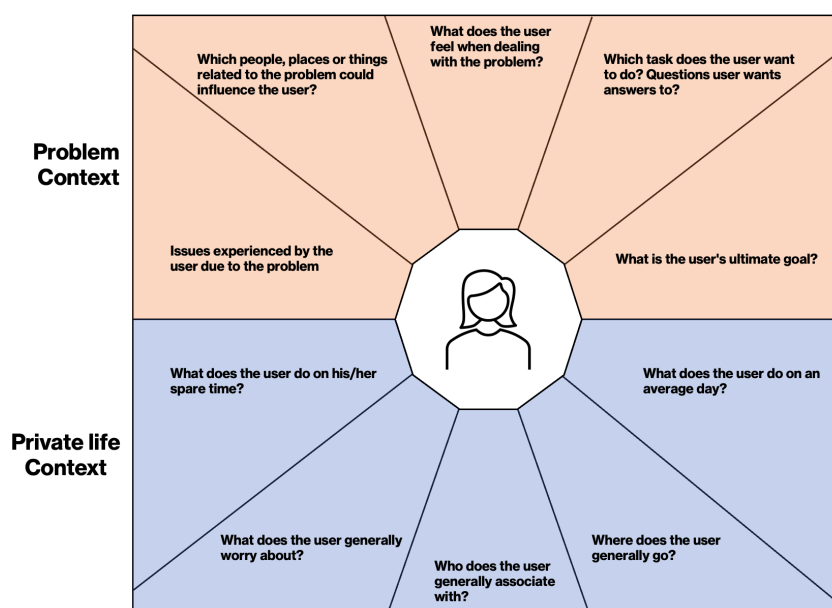 What does the user
feel when dealing
with the problem?
Which people, places or things
related to the problem could
influence the user?
Which task does the user want
to do? Questions user wants
answers to?
Problem
Context
Issues experienced by the
user due to the problem
What is the user's ultimate goal?
What does the user do on his/her
spare time?
What does the user do on an
average day?
Private life
Context
What does the user generally
worry about?
Where does the user
generally go?
Who does the user
generally associate
with?